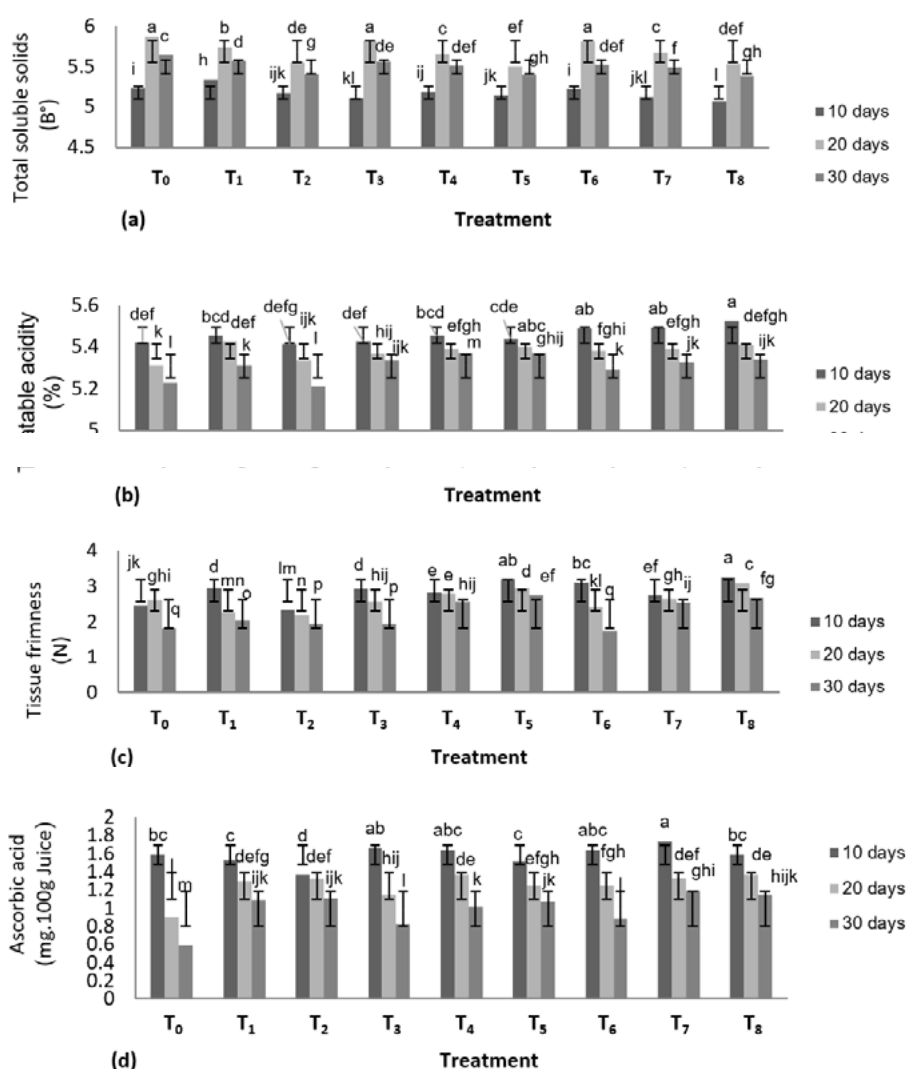 6
5.5
5
4.5
Total soluble solids
(B°)
i a c h b d ijk de g kl a de ij c def jk ef gh i a def jkl c f l def gh
T0 T1 T2 T3 T4 T5 T6 T7 T8
10 days
20 days
30 days
(a) Treatment
5.6
5.4
5.2
5
atable acidity
(%)
def k l bcd def k defg ijk l def hij ijk bcd efgh m cde abc ghij ab fghi k ab efgh jk a defgh ijk
10 days
20 days
(b) Treatment
4
3
2
1
0
Tissue frimness
(N)
jk ghi q d mn o lm n p d hij p e e hij ab d ef bc kl q ef gh ij a c fg
T0 T1 T2 T3 T4 T5 T6 T7 T8
10 days
20 days
30 days
(c) Treatment
2
1.8
1.6
1.4
1.2
1
0.8
0.6
0.4
0.2
0
Ascorbic acid
(mg.100g Juice)
bc l m c defg ijk d def ijk ab hij l abc de k c efgh jk abc fgh l a def ghi bc de hijk
T0 T1 T2 T3 T4 T5 T6 T7 T8
10 days
20 days
30 days
(d) Treatment